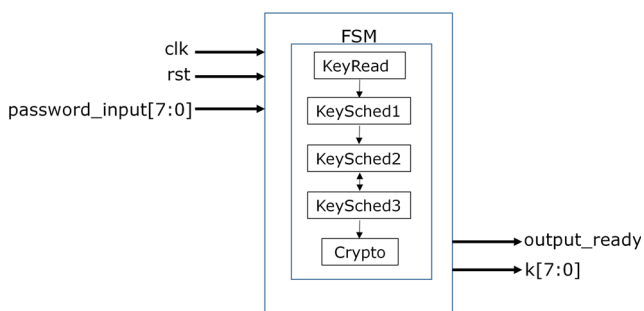 clk
rst
password_input[7:0]
FSM
KeyRead
KeySched1
KeySched2
KeySched3
Crypto
output_ready
k[7:0]